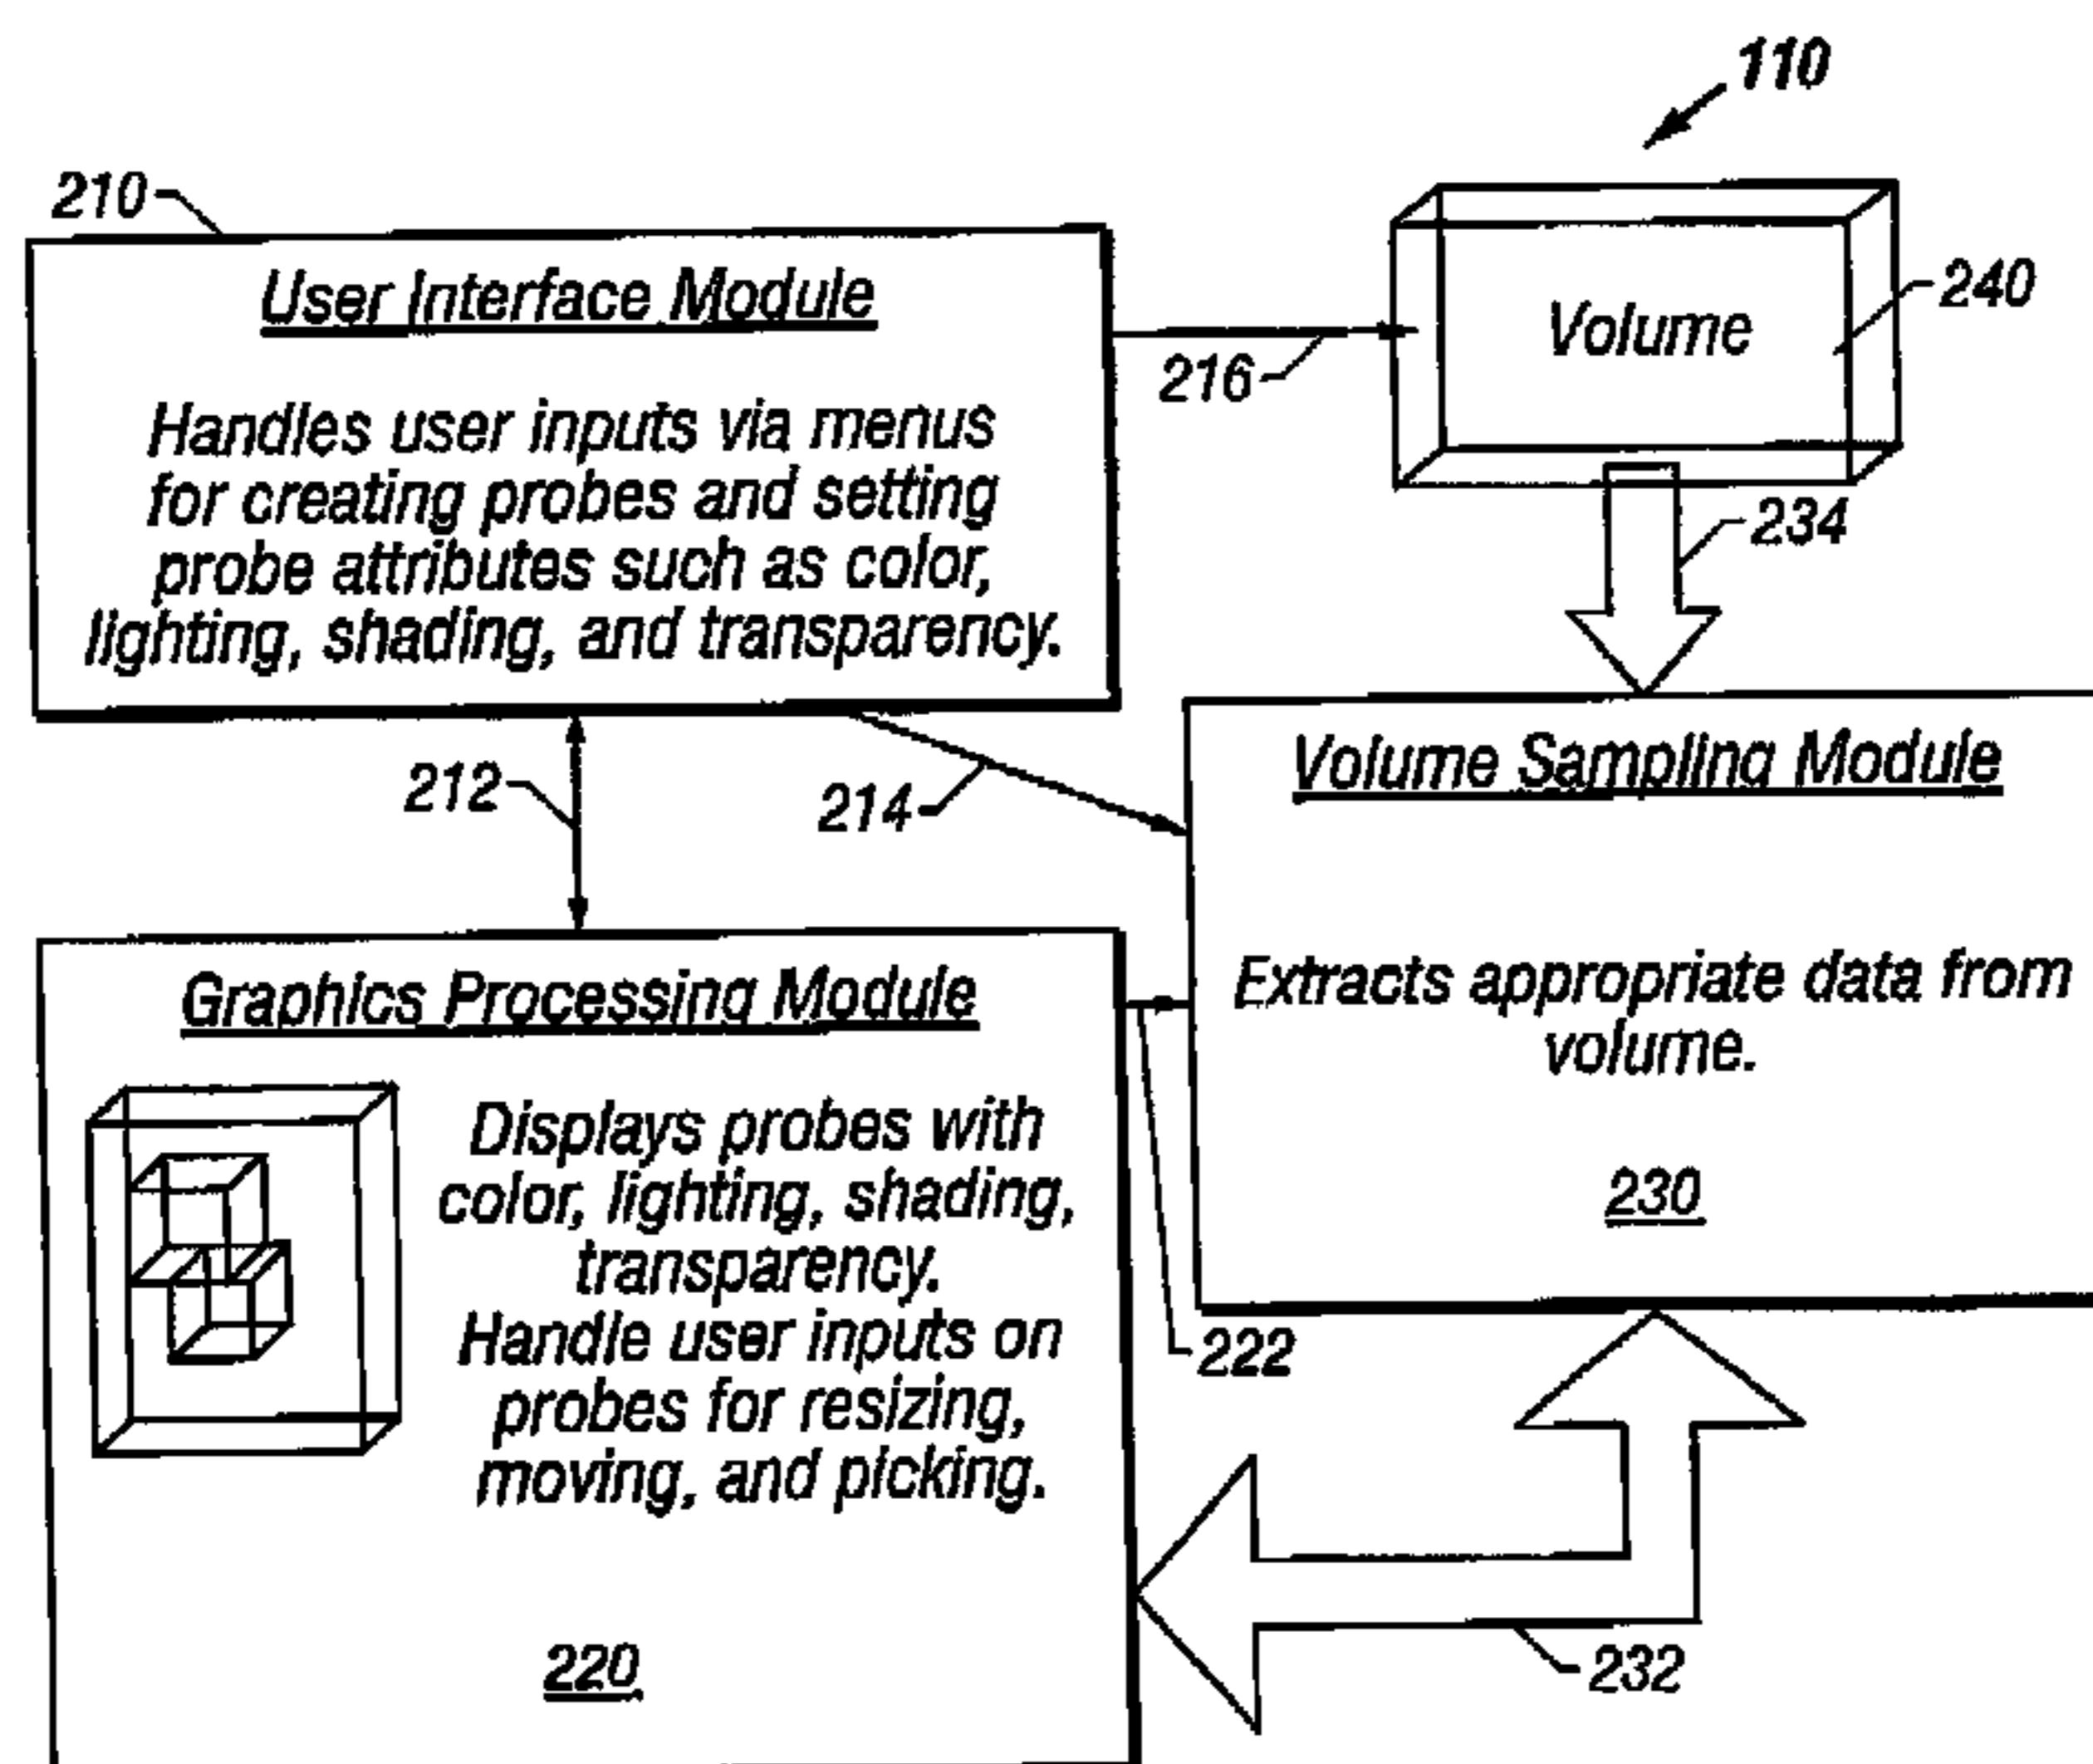 110
210
User Interface Module
Handles user inputs via menus
for creating probes and setting
probe attributes such as color,
lighting, shading, and transparency.
216
Volume
240
234
212
214
Volume Sampling Module
Extracts appropriate data from
volume.
230
Graphics Processing Module
Displays probes with
color, lighting, shading,
transparency.
Handle user inputs on
probes for resizing,
moving, and picking.
220
222
232